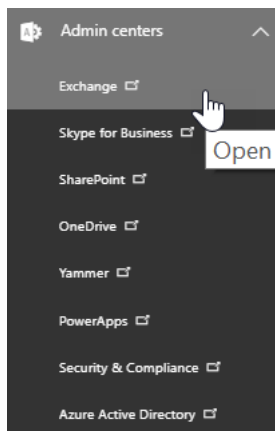 Admin centers
Exchange
Skype for Business
Open
SharePoint
OneDrive
Yammer
PowerApps
Security & Compliance
Azure Active Directory